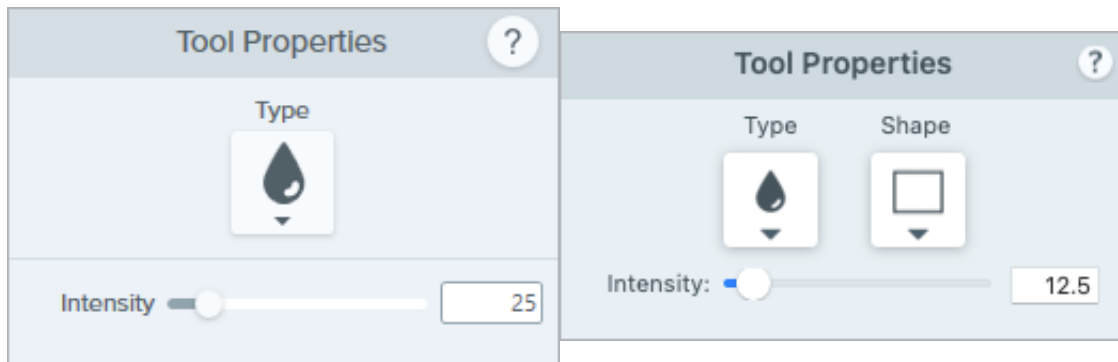 Tool Properties ?
Type
Intensity 25
Tool Properties ?
Type Shape
Intensity: 12.5